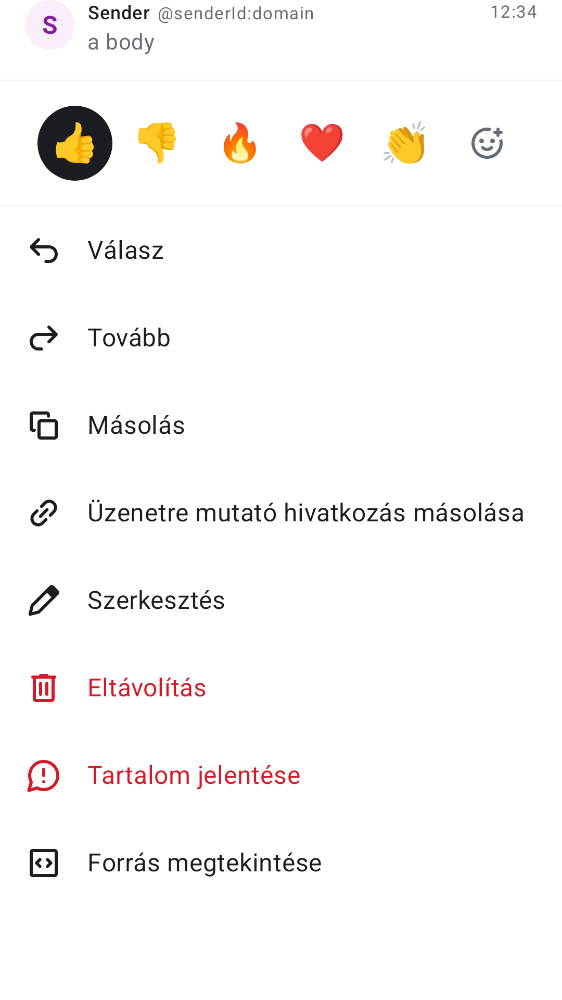 S
Sender @senderId:domain 12:34
a body
Válasz
Tovább
Másolás
Üzenetre mutató hivatkozás másolása
Szerkesztés
Eltávolítás
Tartalom jelentése
Forrás megtekintése